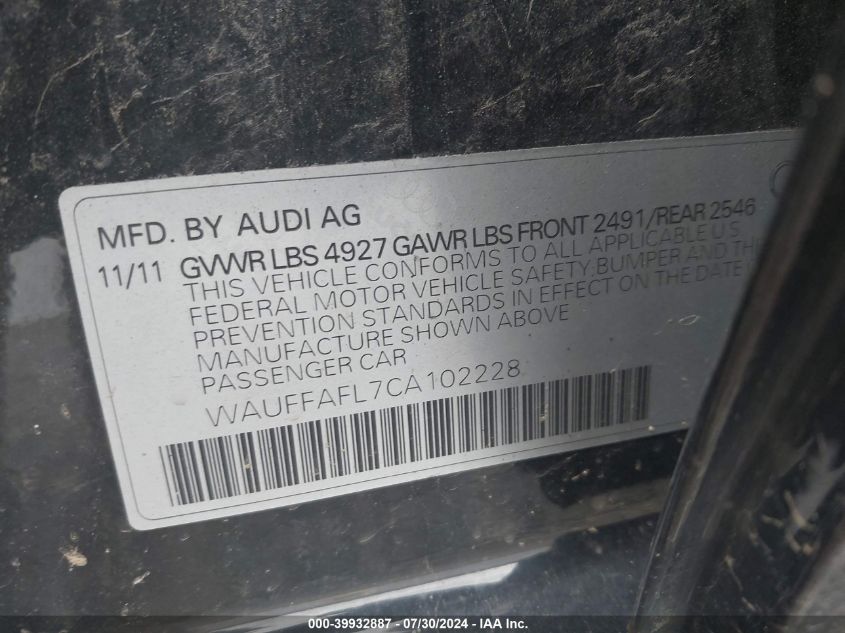 MFD. BY AUDI AG
11/11 GVWR LBS 4927 GAWR LBS FRONT 2491/REAR 2546
THIS VEHICLE CONFORMS TO ALL APPLICABLE U.S
FEDERAL MOTOR VEHICLE SAFETY.BUMPER AND THE
PREVENTION STANDARDS IN EFFECT ON THE DATE
MANUFACTURE SHOWN ABOVE
PASSENGER CAR
WAUFFAFL7CA102228
000-39932887 - 07/30/2024 - IAA, Inc.